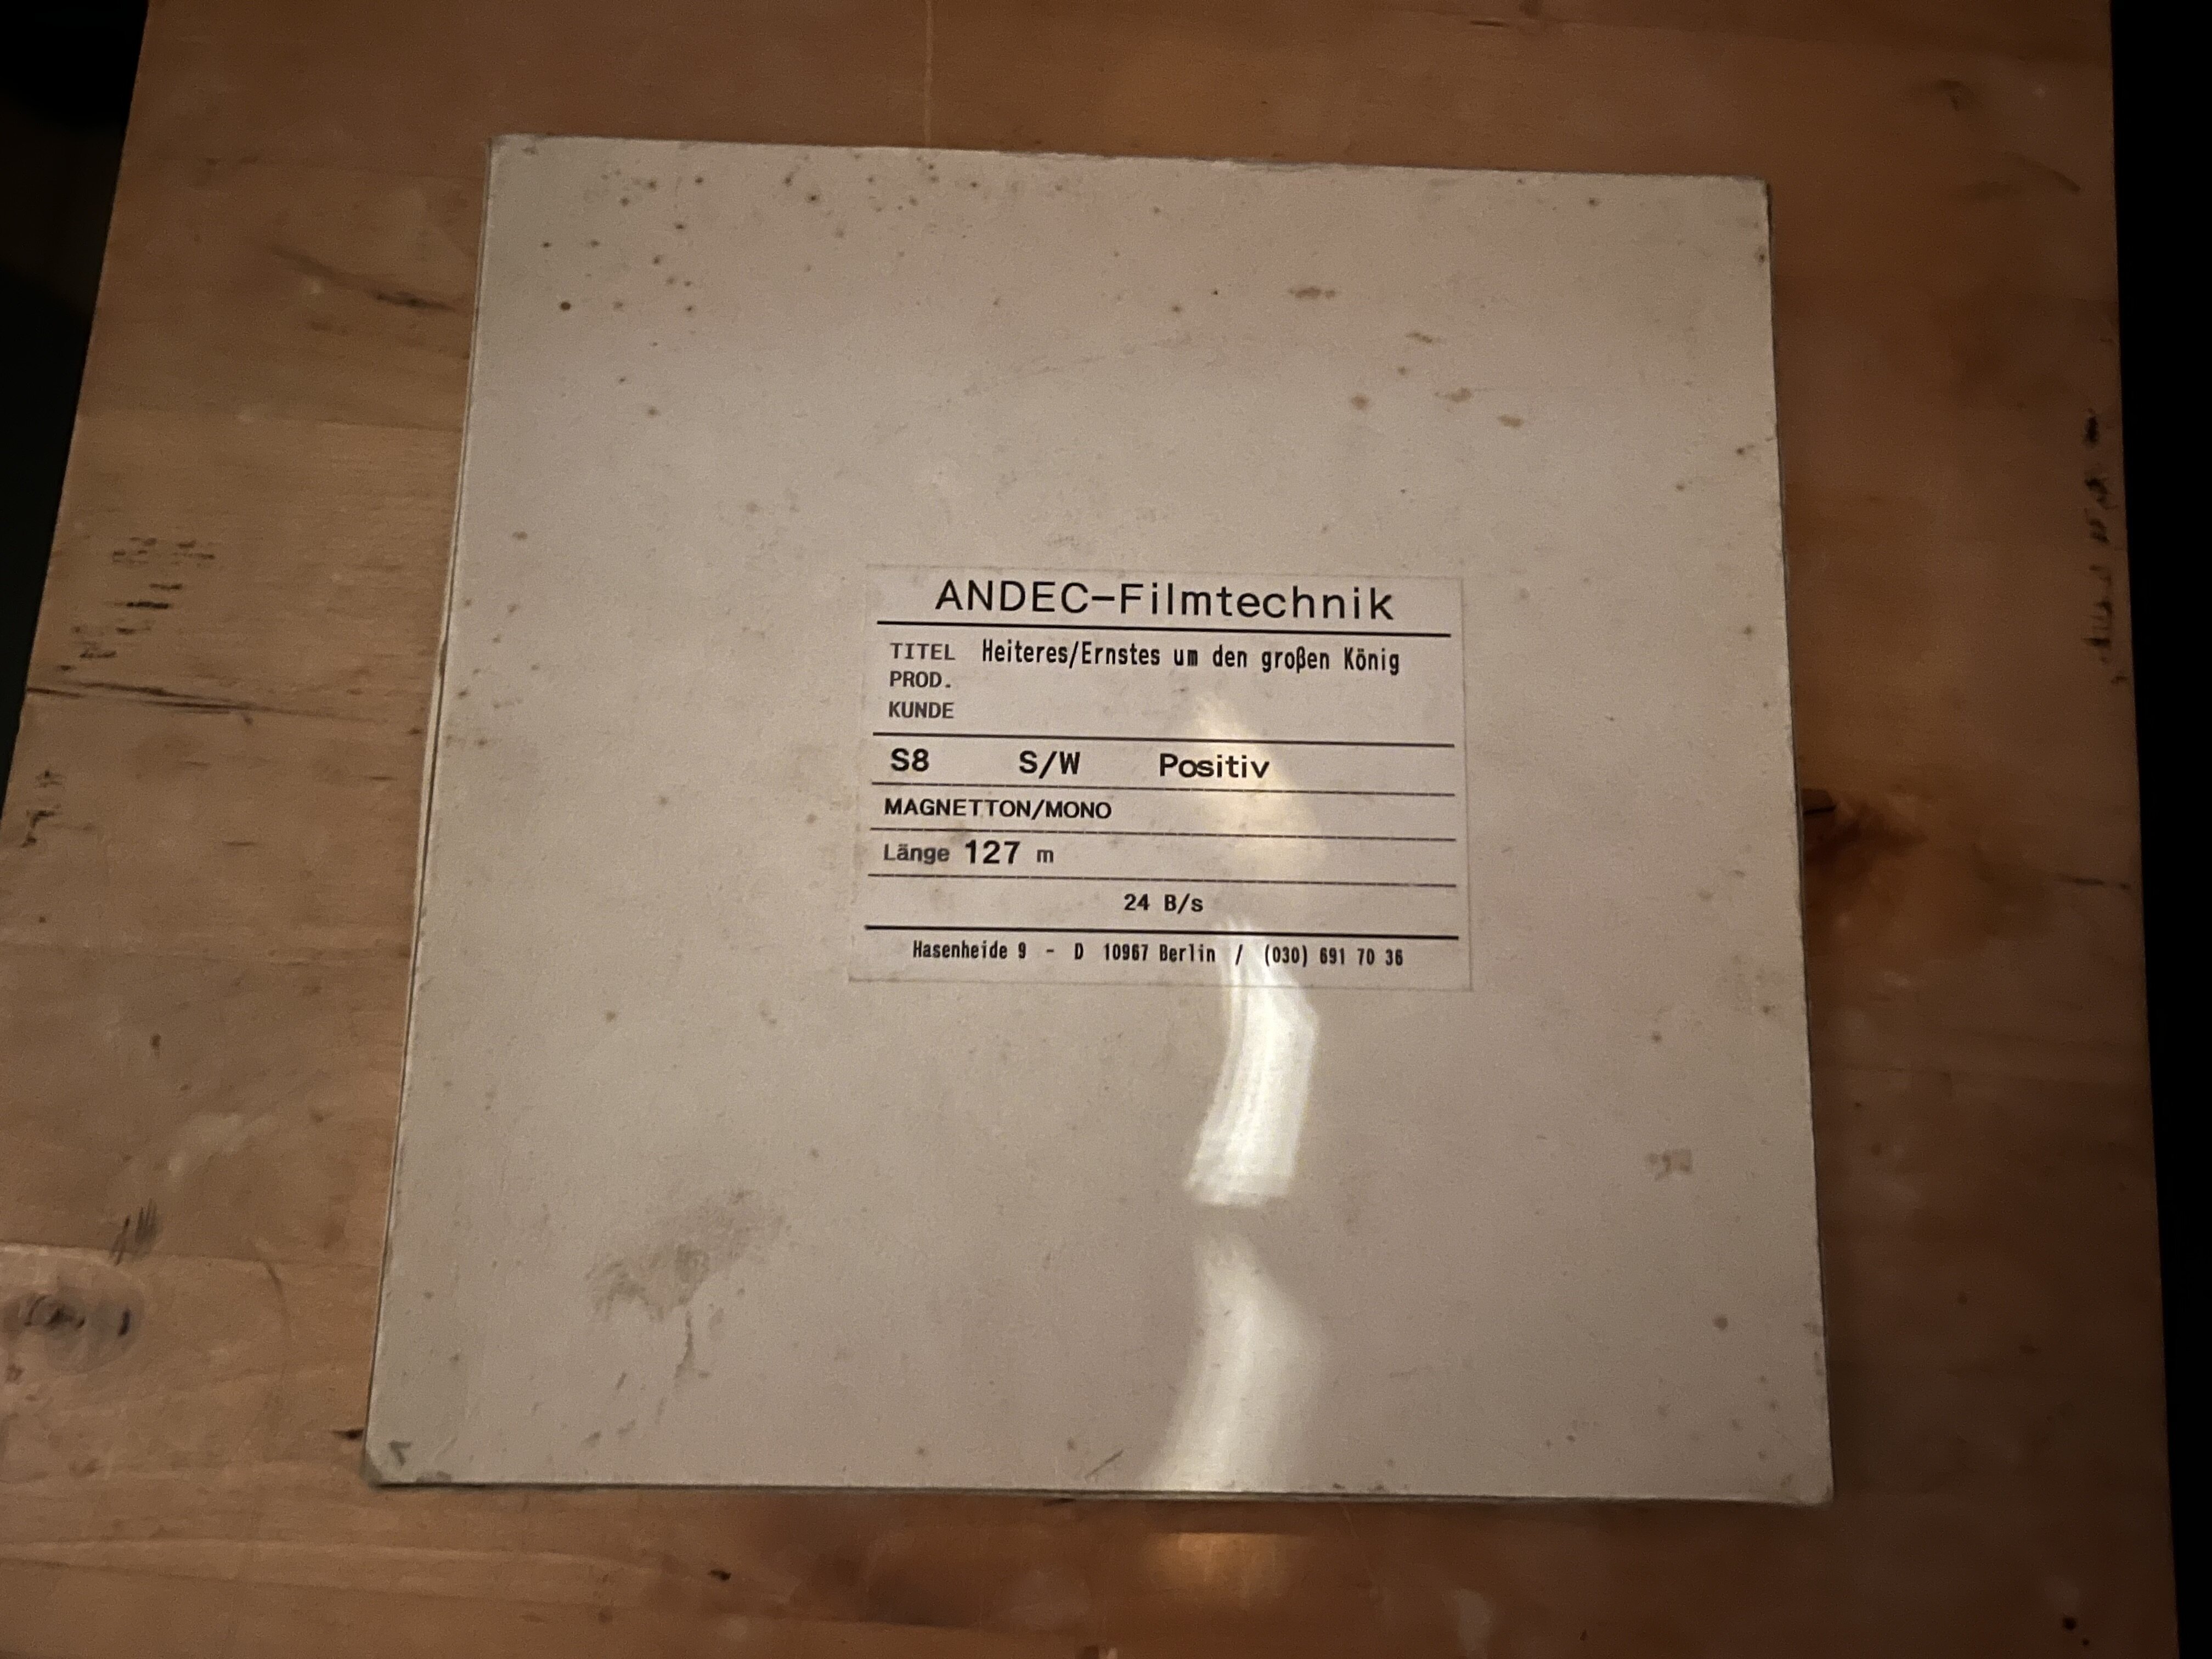 ANDEC-Filmtechnik
TITEL Heiteres/Ernstes um den großen König
PROD.
KUNDE
S8 S/W Positiv
MAGNETTON/MONO
Länge 127 m
24 B/s
Hasenheide 9 - D 10967 Berlin / (030) 691 70 36